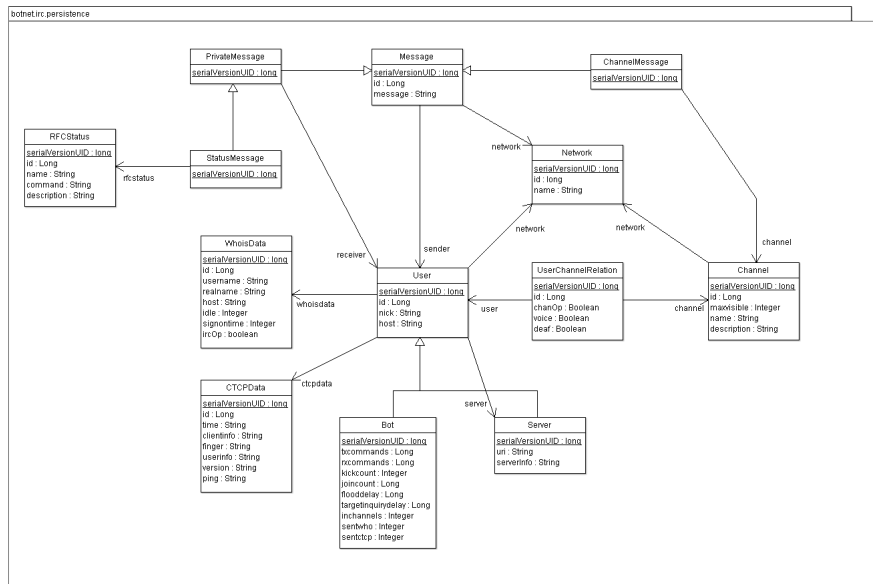 botnet.irc.persistence
PrivateMessage
serialVersionUID : long
Message
serialVersionUID : long
id : Long
message : String
ChannelMessage
serialVersionUID : long
RFCStatus
serialVersionUID : long
id : Long
name : String
command : String
description : String
rfcstatus
StatusMessage
serialVersionUID : long
network
Network
serialVersionUID : long
id : long
name : String
network
network
channel
receiver
sender
WhoisData
serialVersionUID : long
id : Long
username : String
realname : String
host : String
idle : Integer
signontime : Integer
ircOp : boolean
whoisdata
User
serialVersionUID : long
id : Long
nick : String
host : String
user
UserChannelRelation
serialVersionUID : long
id : Long
chanOp : Boolean
voice : Boolean
deaf : Boolean
channel
Channel
serialVersionUID : long
id : Long
maxvisible : Integer
name : String
description : String
CTCPData
serialVersionUID : long
id : Long
time : String
clientinfo : String
finger : String
userinfo : String
version : String
ping : String
ctcpdata
server
Bot
serialVersionUID : long
txcommands : Long
rxcommands : Long
kickcount : Integer
joincount : Long
flooddelay : Long
targetinquirydelay : Long
inchannels : Integer
sentwho : Integer
sentctcp : Integer
Server
serialVersionUID : long
uri : String
serverInfo : String